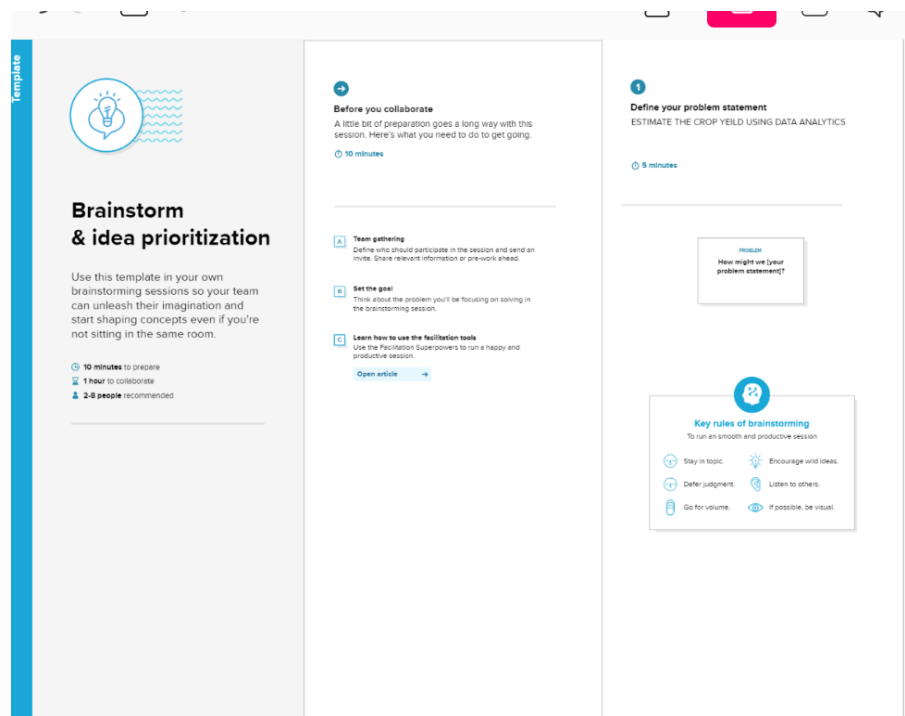 Template
Brainstorm
& idea prioritization
Use this template in your own
brainstorming sessions so your team
can unleash their imagination and
start shaping concepts even if you're
not sitting in the same room.
10 minutes to prepare
1 hour to collaborate
2-8 people recommended
Before you collaborate
A little bit of preparation goes a long way with this
session. Here's what you need to do to get going.
10 minutes
A
Team gathering
Define who should participate in the session and send an
invite. Share relevant information or pre-work ahead.
B
Set the goal
Think about the problem you'll be focusing on solving in
the brainstorming session.
C
Learn how to use the facilitation tools
Use the Facilitation Superpowers to run a happy and
productive session.
Open article
1
Define your problem statement
ESTIMATE THE CROP YEILD USING DATA ANALYTICS
5 minutes
PROBLEM
How might we [your
problem statement]?
Key rules of brainstorming
To run an smooth and productive session
Stay in topic.
Encourage wild ideas.
Defer judgment.
Listen to others.
Go for volume.
If possible, be visual.